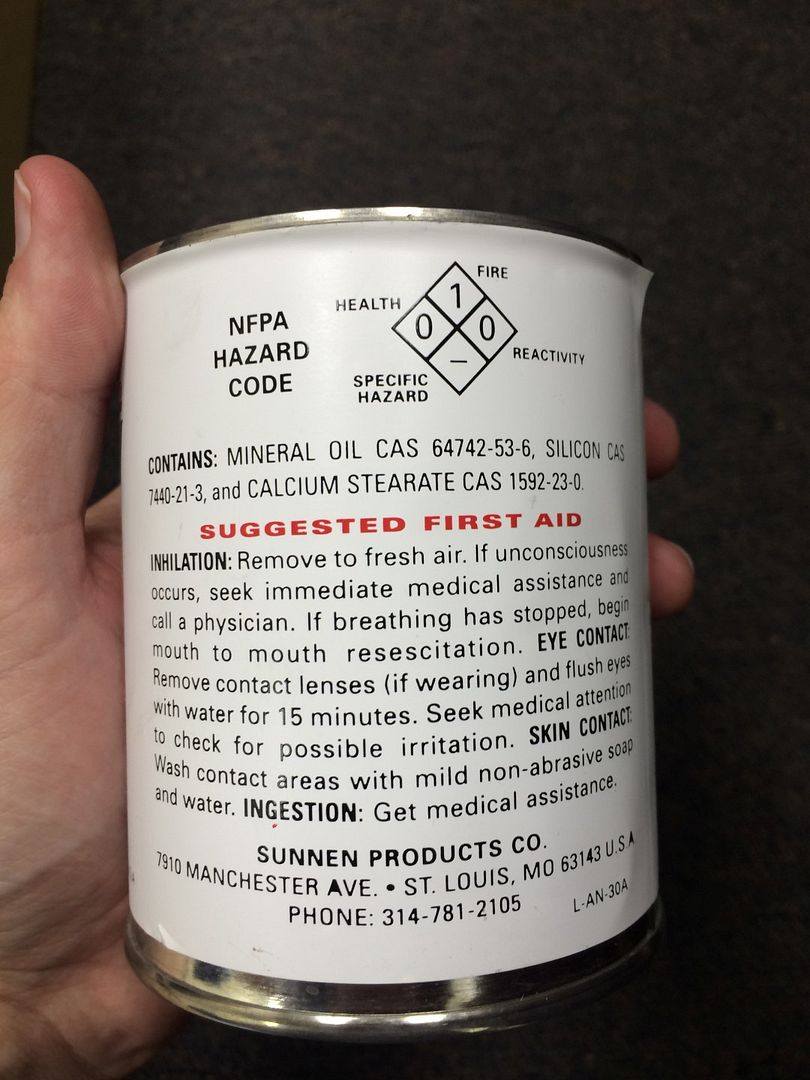 FIRE
HEALTH
1
NFPA
HAZARD
CODE
0 0
REACTIVITY
–
SPECIFIC
HAZARD
CONTAINS: MINERAL OIL CAS 64742-53-6, SILICON CAS
7440-21-3, and CALCIUM STEARATE CAS 1592-23-0.
SUGGESTED FIRST AID
INHILATION: Remove to fresh air. If unconsciousness
occurs, seek immediate medical assistance and
call a physician. If breathing has stopped, begin
mouth to mouth resescitation. EYE CONTACT:
Remove contact lenses (if wearing) and flush eyes
with water for 15 minutes. Seek medical attention
to check for possible irritation. SKIN CONTACT:
Wash contact areas with mild non-abrasive soap
and water. INGESTION: Get medical assistance.
SUNNEN PRODUCTS CO.
7910 MANCHESTER AVE. • ST. LOUIS, MO 63143 U.S.A
PHONE: 314-781-2105
L-AN-30A